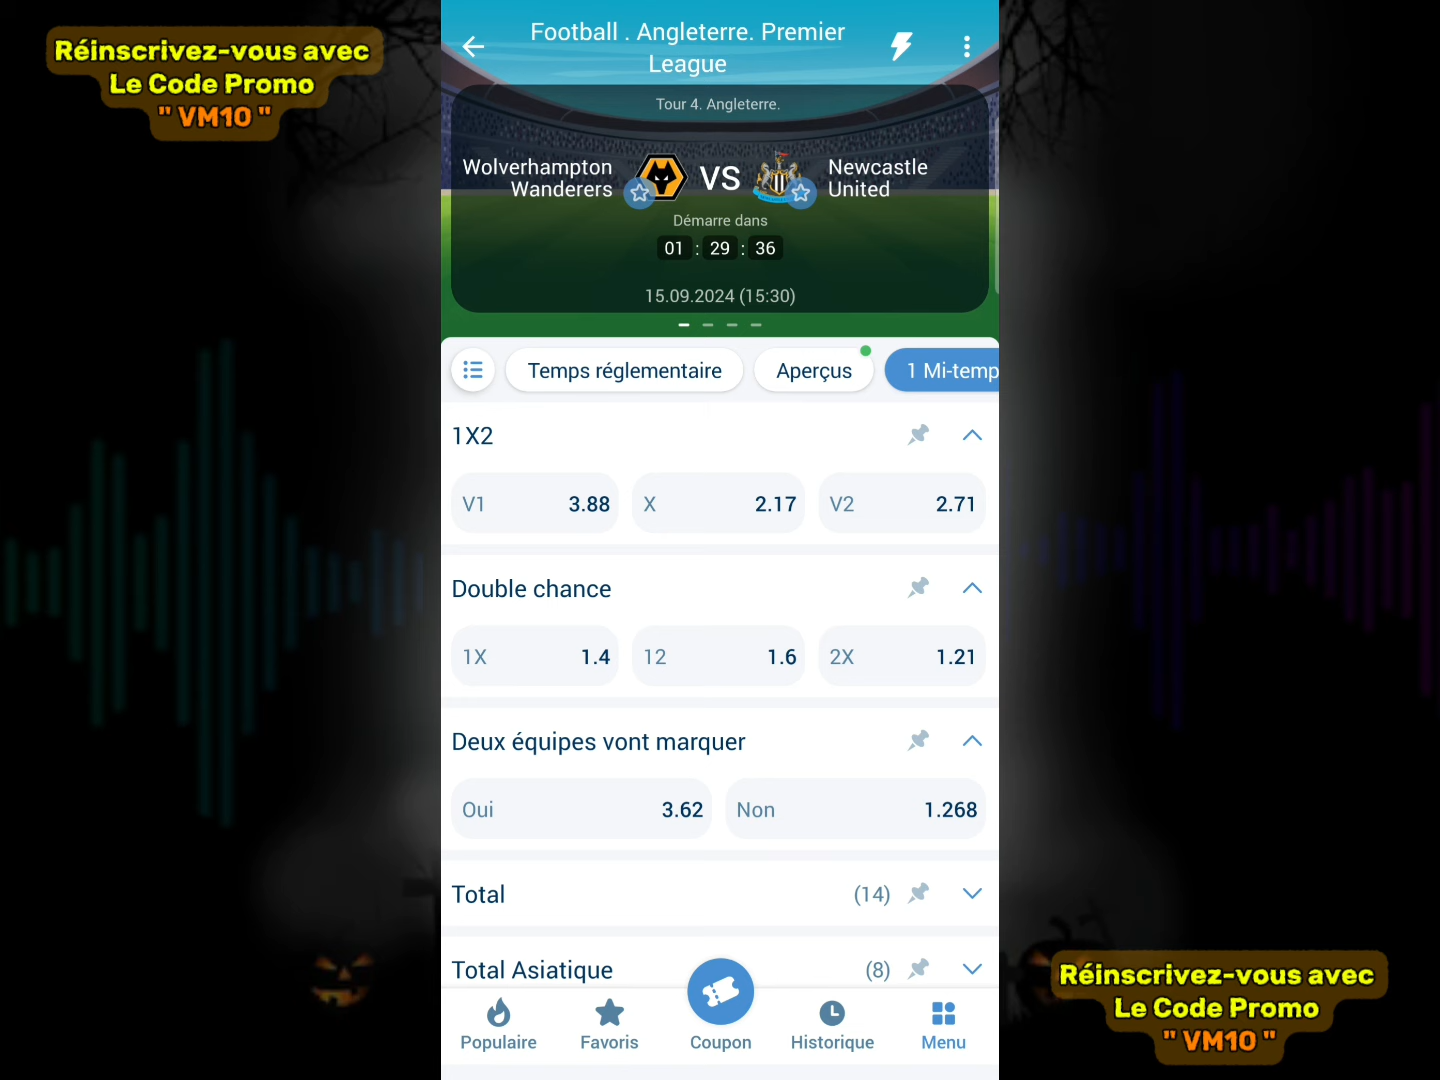 Réinscrivez-vous avec
Le Code Promo
" VM10 "
Football . Angleterre. Premier
League
Tour 4. Angleterre.
Wolverhampton
Wanderers
VS
Newcastle
United
Démarre dans
01 : 29 : 36
15.09.2024 (15:30)
Temps réglementaire
Aperçus
1 Mi-temp
1X2
V1 3.88
X 2.17
V2 2.71
Double chance
1X 1.4
12 1.6
2X 1.21
Deux équipes vont marquer
Oui 3.62
Non 1.268
Total (14)
Total Asiatique (8)
Populaire
Favoris
Coupon
Historique
Menu
Réinscrivez-vous avec
Le Code Promo
" VM10 "